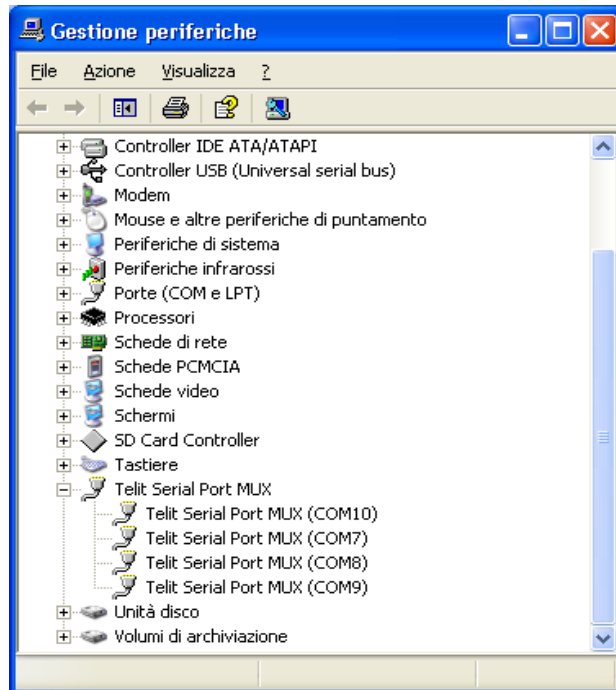 Gestione periferiche
File Azione Visualizza ?
Controller IDE ATA/ATAPI
Controller USB (Universal serial bus)
Modem
Mouse e altre periferiche di puntamento
Periferiche di sistema
Periferiche infrarossi
Porte (COM e LPT)
Processori
Schede di rete
Schede PCMCIA
Schede video
Schermi
SD Card Controller
Tastiere
Telit Serial Port MUX
Telit Serial Port MUX (COM10)
Telit Serial Port MUX (COM7)
Telit Serial Port MUX (COM8)
Telit Serial Port MUX (COM9)
Unità disco
Volumi di archiviazione